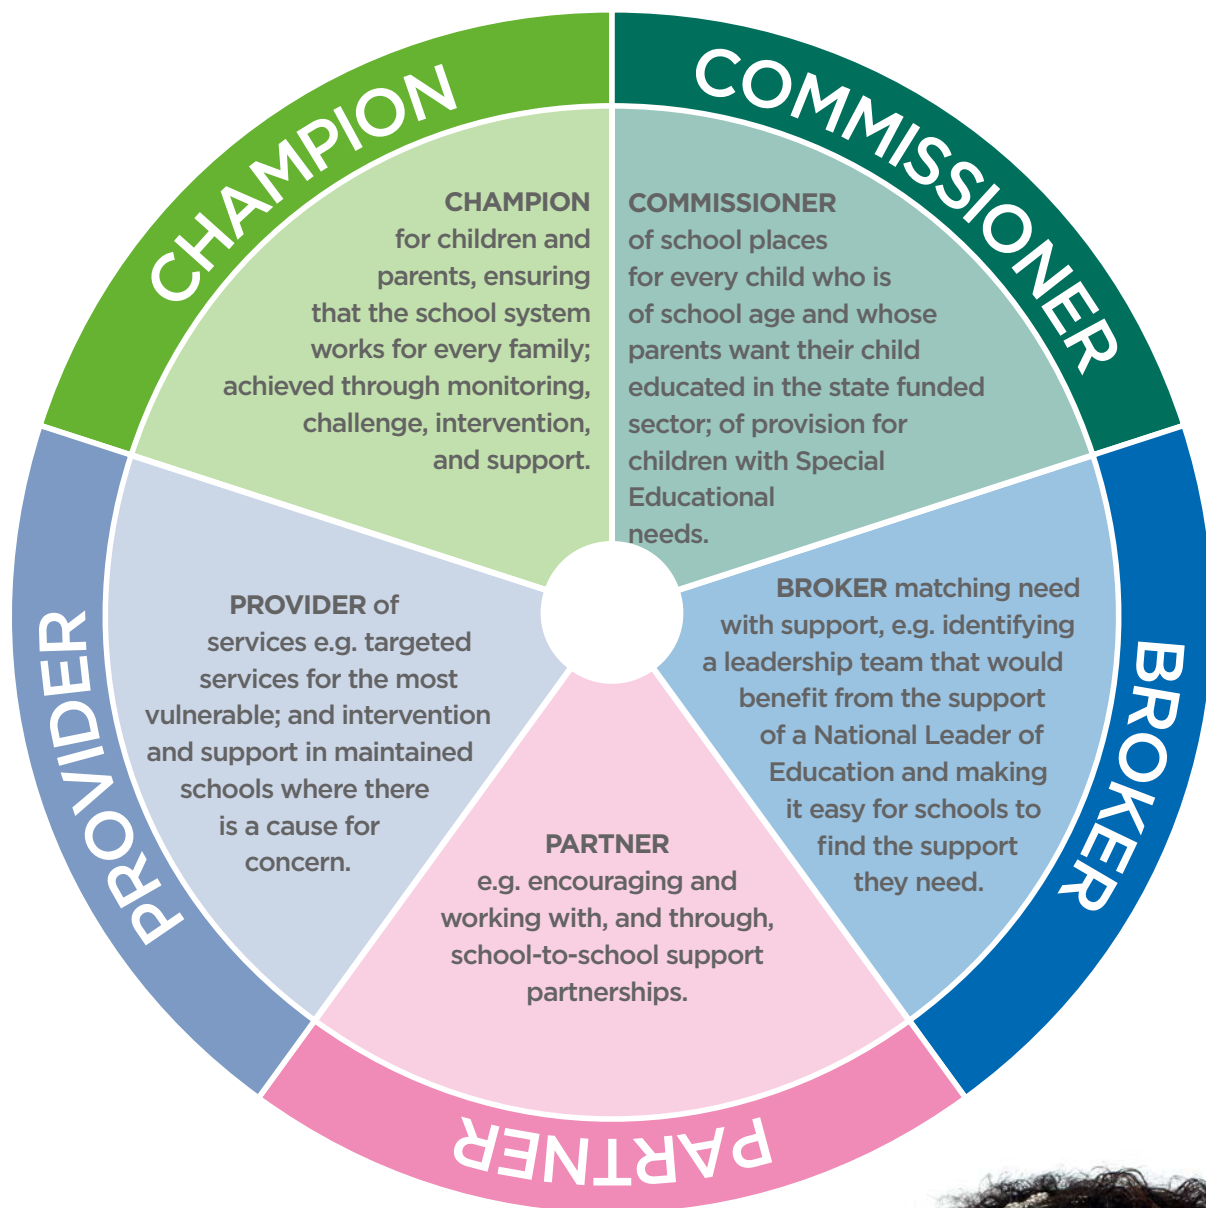 CHAMPION
COMMISSIONER
CHAMPION
for children and
parents, ensuring
that the school system
works for every family;
achieved through monitoring,
challenge, intervention,
and support.
COMMISSIONER
of school places
for every child who is
of school age and whose
parents want their child
educated in the state funded
sector; of provision for
children with Special
Educational
needs.
BROKER
BROKER matching need
with support, e.g. identifying
a leadership team that would
benefit from the support
of a National Leader of
Education and making
it easy for schools to
find the support
they need.
PROVIDER
PROVIDER of
services e.g. targeted
services for the most
vulnerable; and intervention
and support in maintained
schools where there
is a cause for
concern.
PARTNER
e.g. encouraging and
working with, and through,
school-to-school support
partnerships.
PARTNER